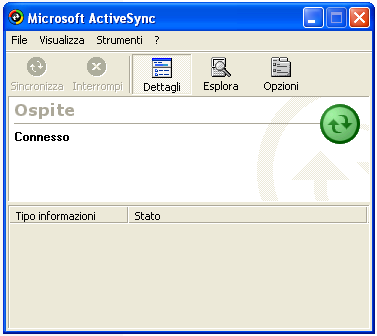 Microsoft ActiveSync
File Visualizza Strumenti ?
Sincronizza Interrompi Dettagli Esplora Opzioni
Ospite
Connesso
Tipo informazioni Stato